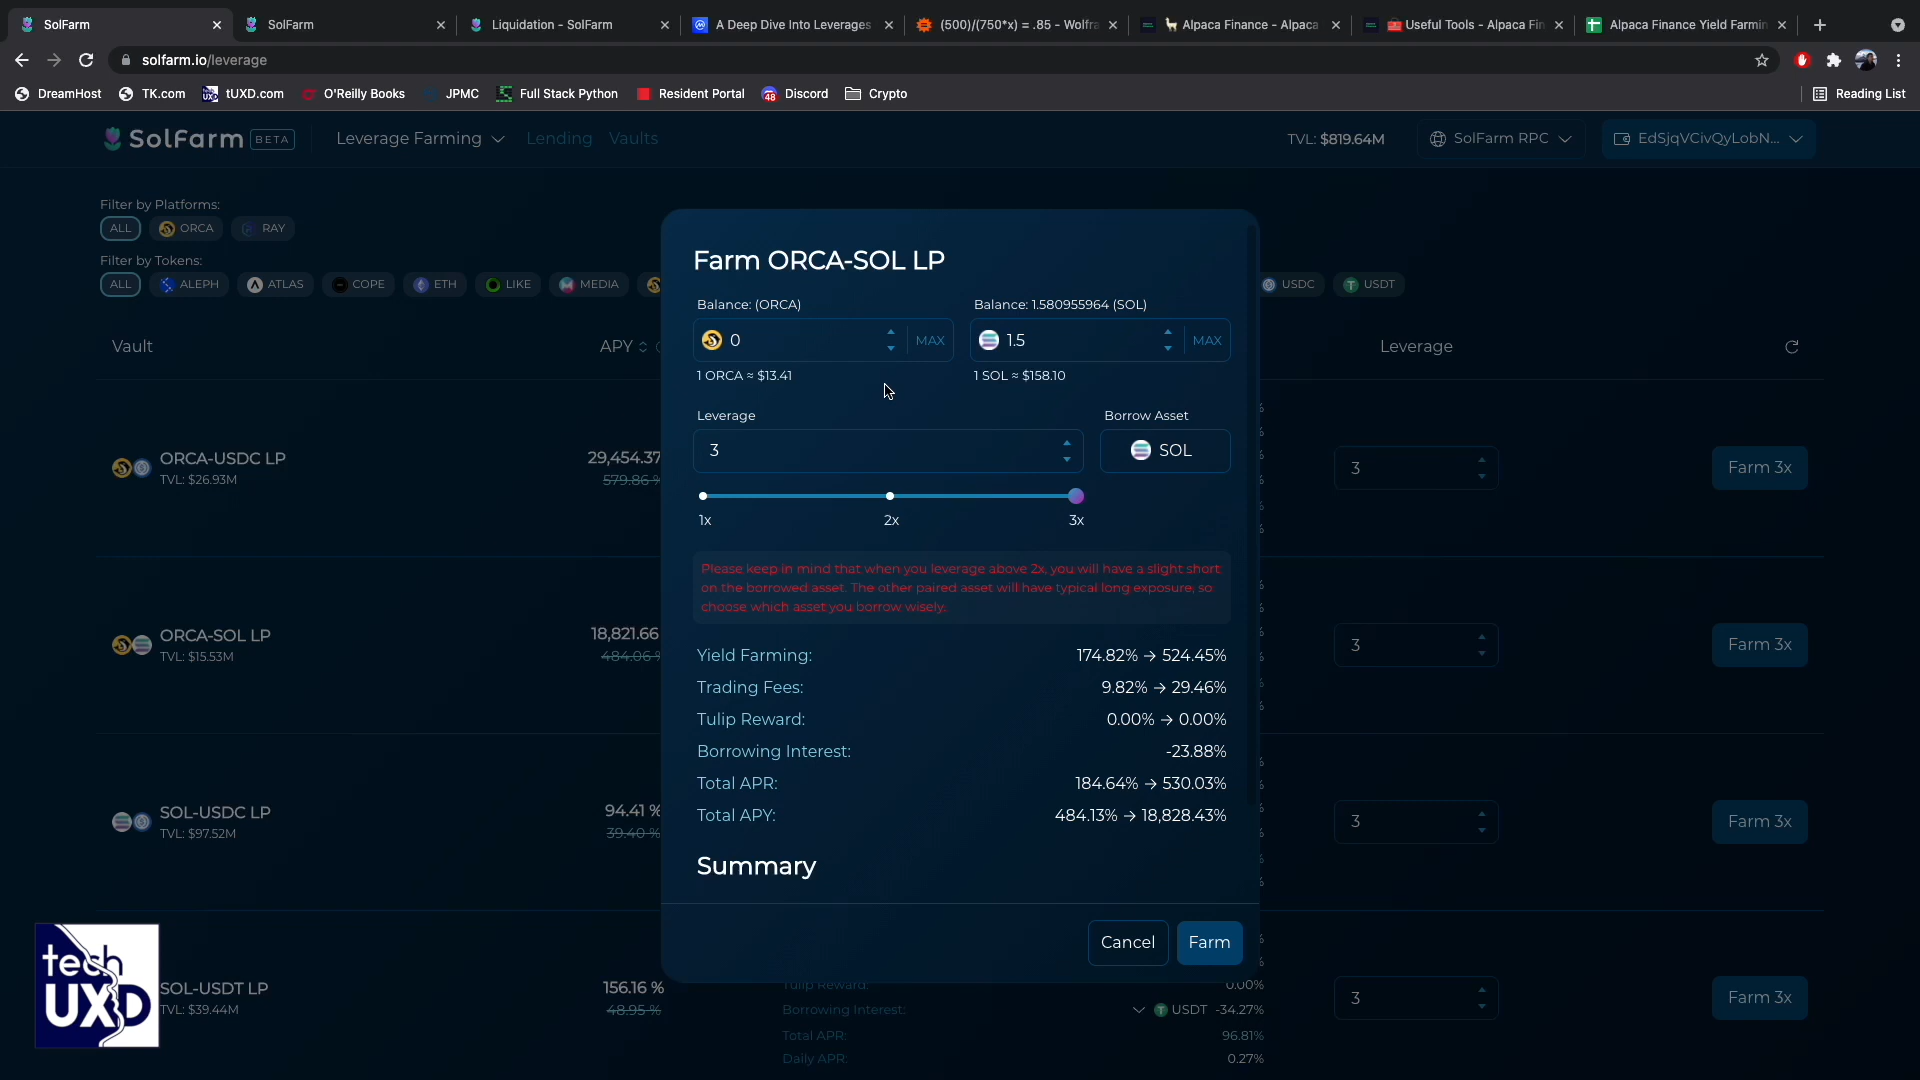 SolFarm
SolFarm
Liquidation - SolFarm
A Deep Dive Into Leverages
(500)/(750*x) = .85 - Wolfra
Alpaca Finance - Alpaca
Useful Tools - Alpaca Fin
Alpaca Finance Yield Farmin
solfarm.io/leverage
DreamHost
TK.com
tUXD.com
O'Reilly Books
JPMC
Full Stack Python
Resident Portal
48
Discord
Crypto
Reading List
SolFarm BETA
Leverage Farming
Lending
Vaults
TVL: $819.64M
SolFarm RPC
EdSjqVCivQyLobN...
Filter by Platforms:
ALL
ORCA
RAY
Filter by Tokens:
ALL
ALEPH
ATLAS
COPE
ETH
LIKE
MEDIA
USDC
USDT
Vault
APY
Leverage
ORCA-USDC LP
TVL: $26.93M
29,454.37
579.86 %
3
Farm 3x
ORCA-SOL LP
TVL: $15.53M
18,821.66
484.06 %
3
Farm 3x
SOL-USDC LP
TVL: $97.52M
94.41 %
39.40 %
3
Farm 3x
SOL-USDT LP
TVL: $39.44M
156.16 %
48.95 %
3
Farm 3x
Tulip Reward:
0.00%
Borrowing Interest:
USDT -34.27%
Total APR:
96.81%
Daily APR:
0.27%
Farm ORCA-SOL LP
Balance: (ORCA)
Balance: 1.580955964 (SOL)
0
MAX
1.5
MAX
1 ORCA ≈ $13.41
1 SOL ≈ $158.10
Leverage
Borrow Asset
3
SOL
1x
2x
3x
Please keep in mind that when you leverage above 2x, you will have a slight short
on the borrowed asset. The other paired asset will have typical long exposure, so
choose which asset you borrow wisely.
Yield Farming:
174.82% → 524.45%
Trading Fees:
9.82% → 29.46%
Tulip Reward:
0.00% → 0.00%
Borrowing Interest:
-23.88%
Total APR:
184.64% → 530.03%
Total APY:
484.13% → 18,828.43%
Summary
Cancel
Farm
tech
UXD